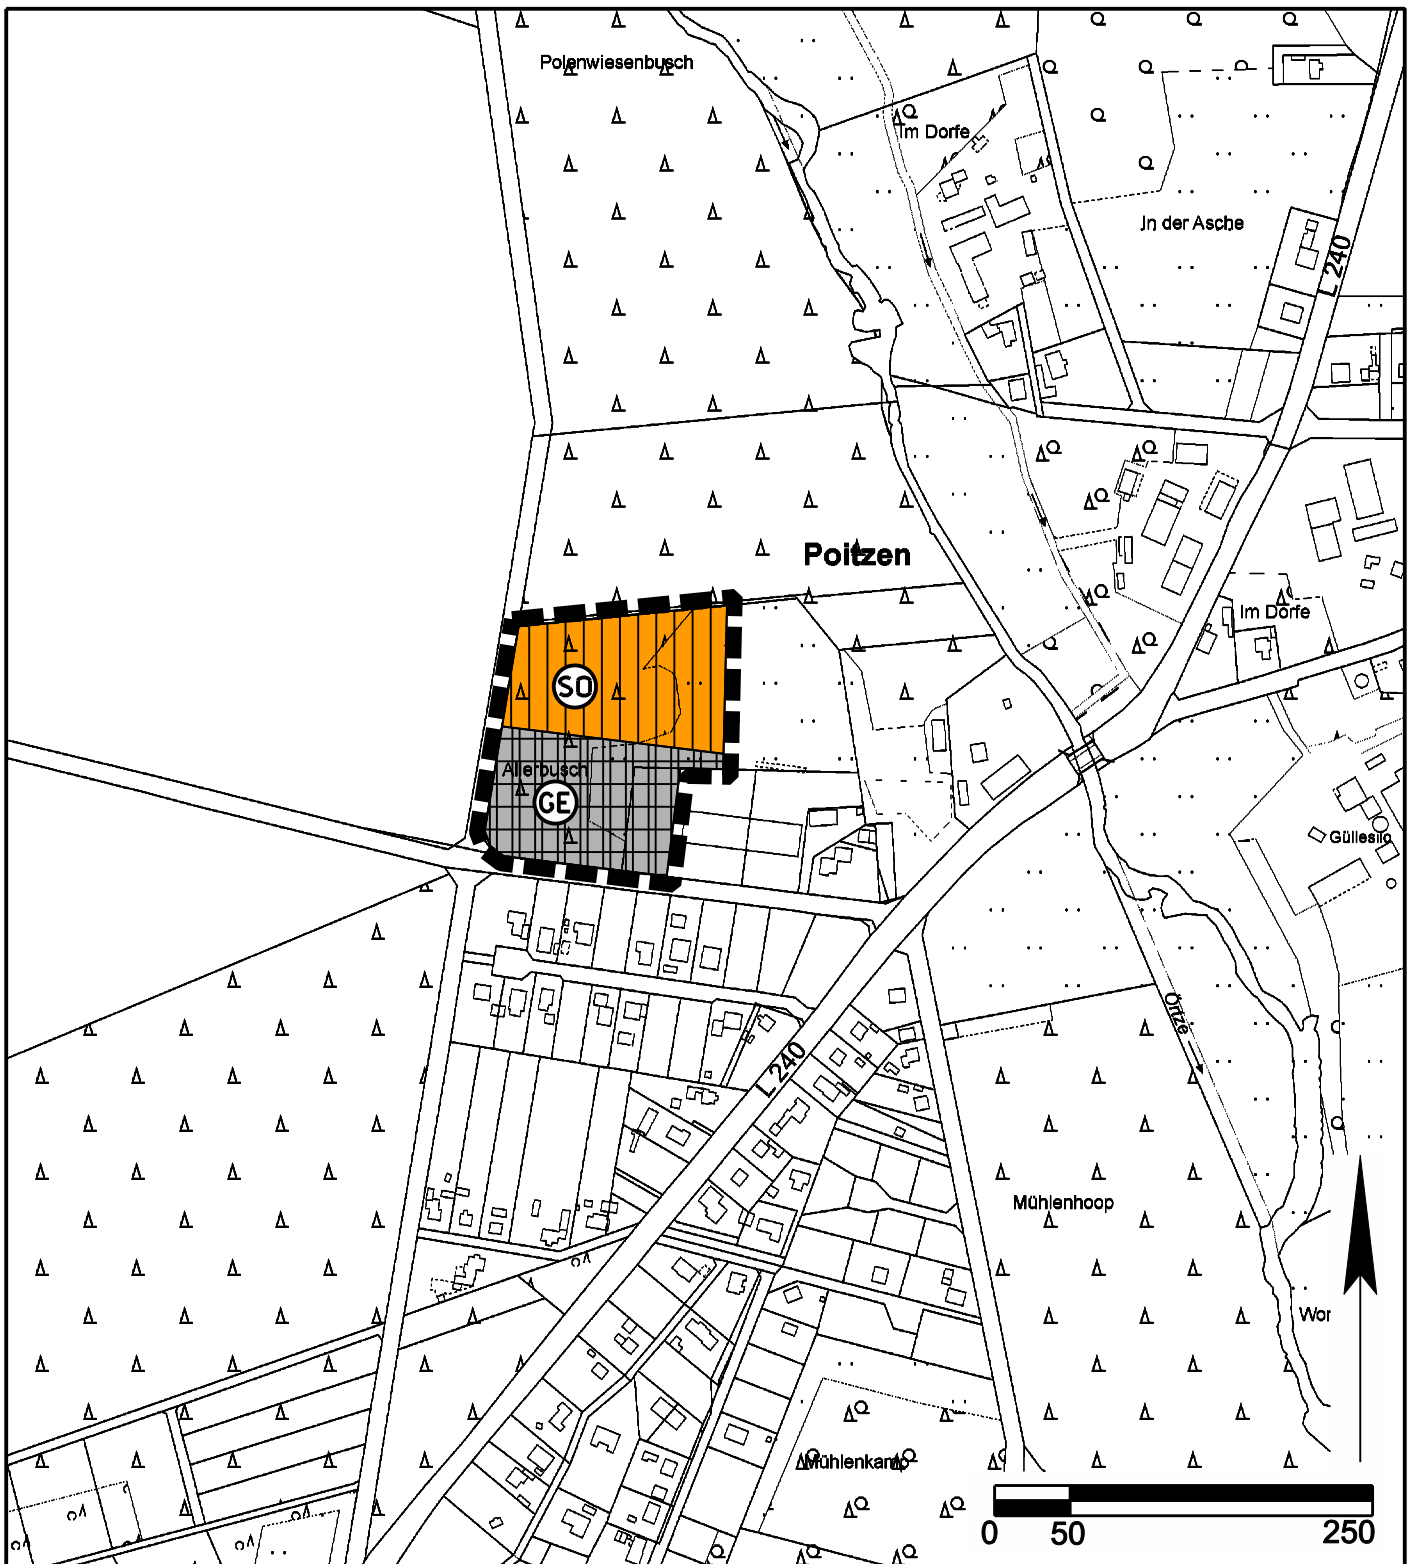 Polenwiesenbusch
Im Dorfe
In der Asche
L 240
Poitzen
Im Dorfe
SO
Allerbusch
GE
Güllesilo
Örtze
L 240
Mühlenhoop
Wor
Mühlenkamp
0 50 250